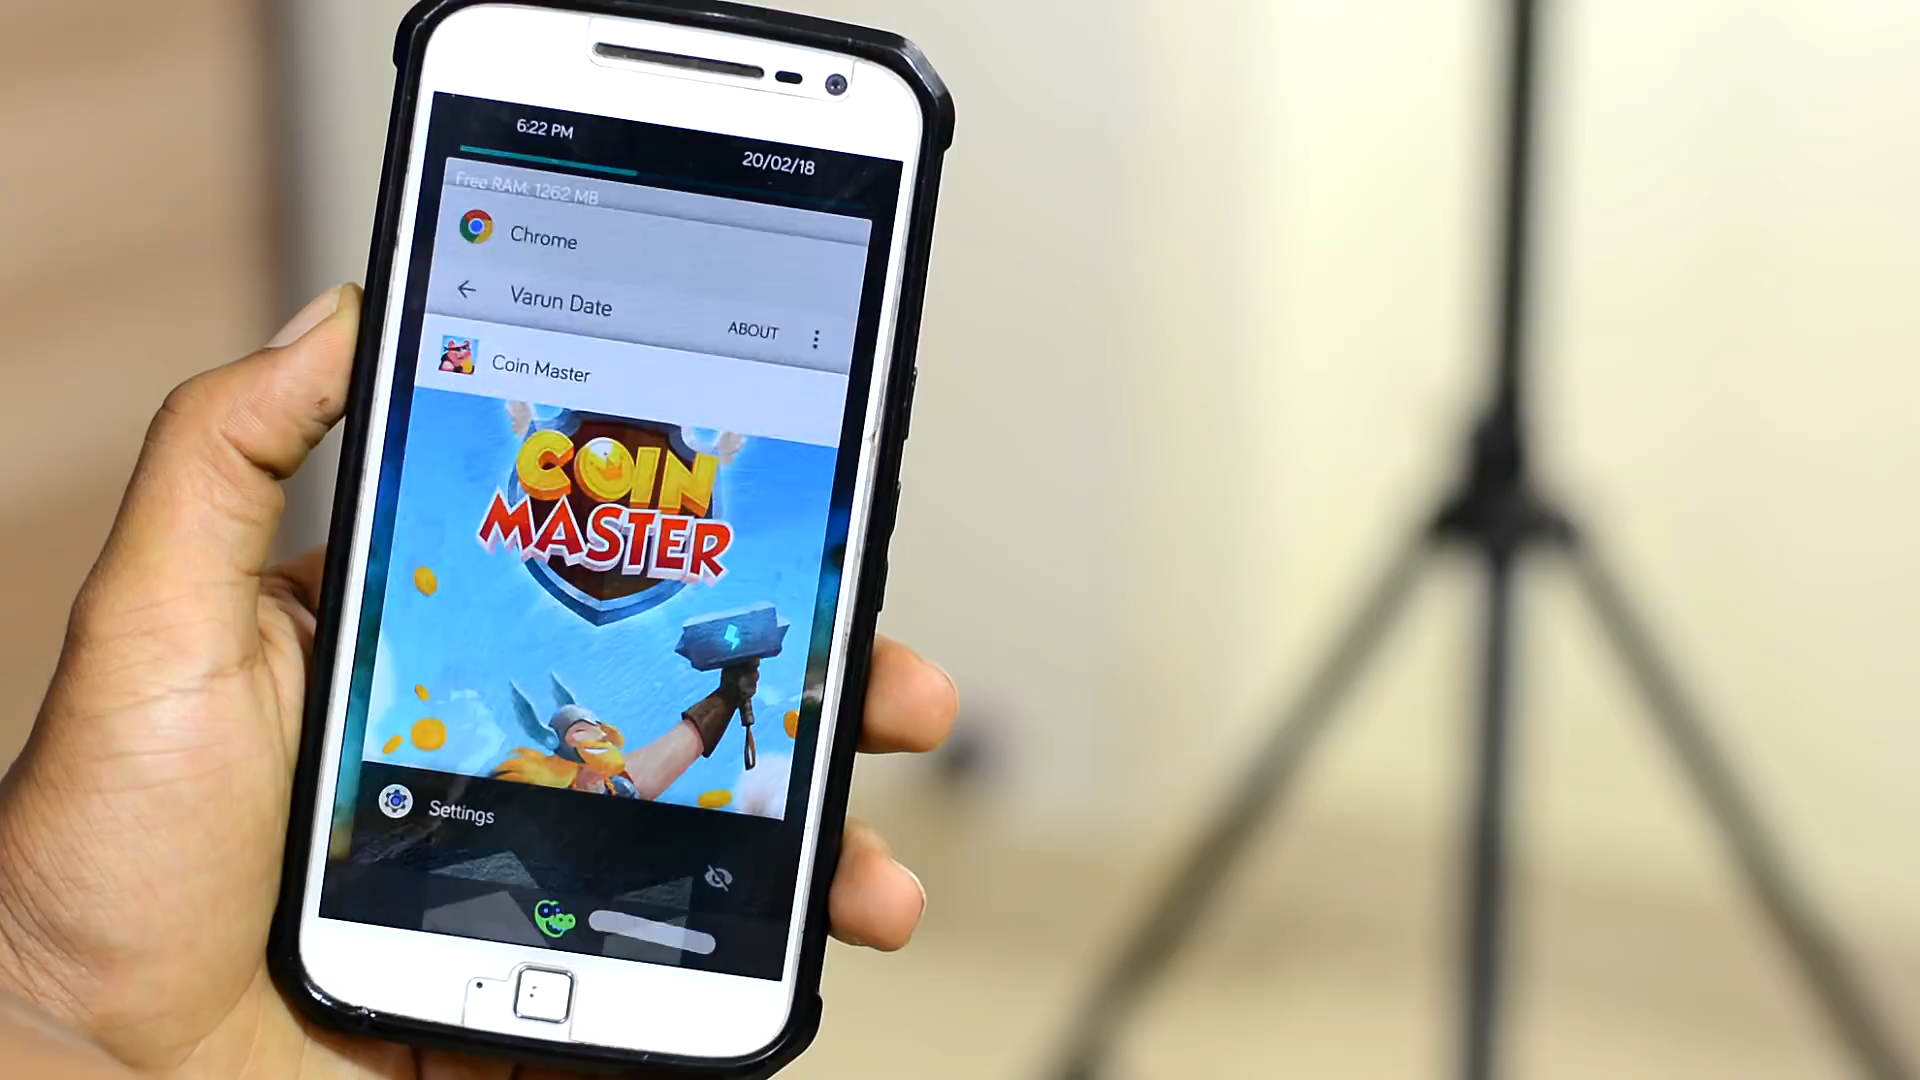 6:22 PM
20/02/18
Free RAM: 1262 MB
Chrome
Varun Date
ABOUT
Coin Master
COIN
MASTER
Settings